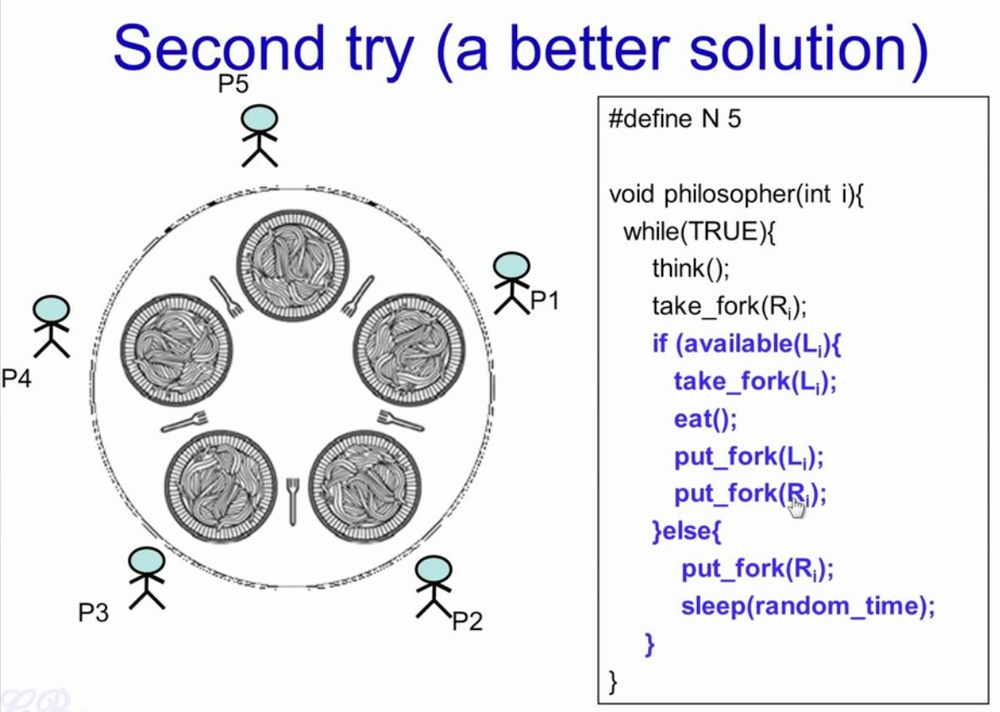 Second try (a better solution)
P5
P1
P4
P3
P2
#define N 5
void philosopher(int i){
while(TRUE){
think();
take_fork(Rᵢ);
if (available(Lᵢ){
take_fork(Lᵢ);
eat();
put_fork(Lᵢ);
put_fork(Rᵢ);
}else{
put_fork(Rᵢ);
sleep(random_time);
}
}